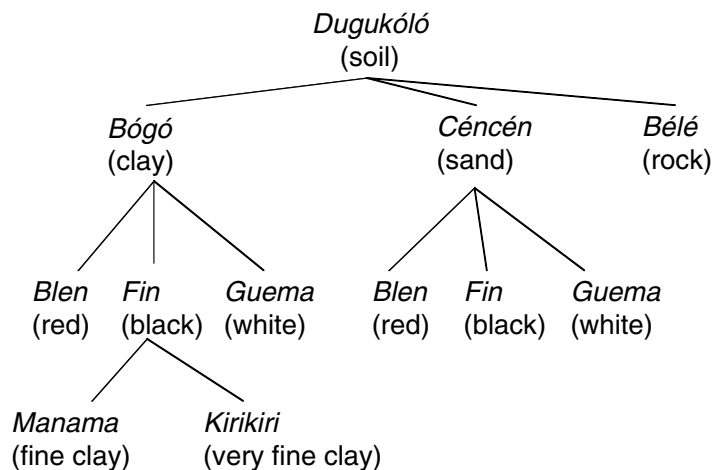 Dugukóló
(soil)
Bógó
(clay)
Céncén
(sand)
Bélé
(rock)
Blen
(red)
Fin
(black)
Guema
(white)
Blen
(red)
Fin
(black)
Guema
(white)
Manama
(fine clay)
Kirikiri
(very fine clay)